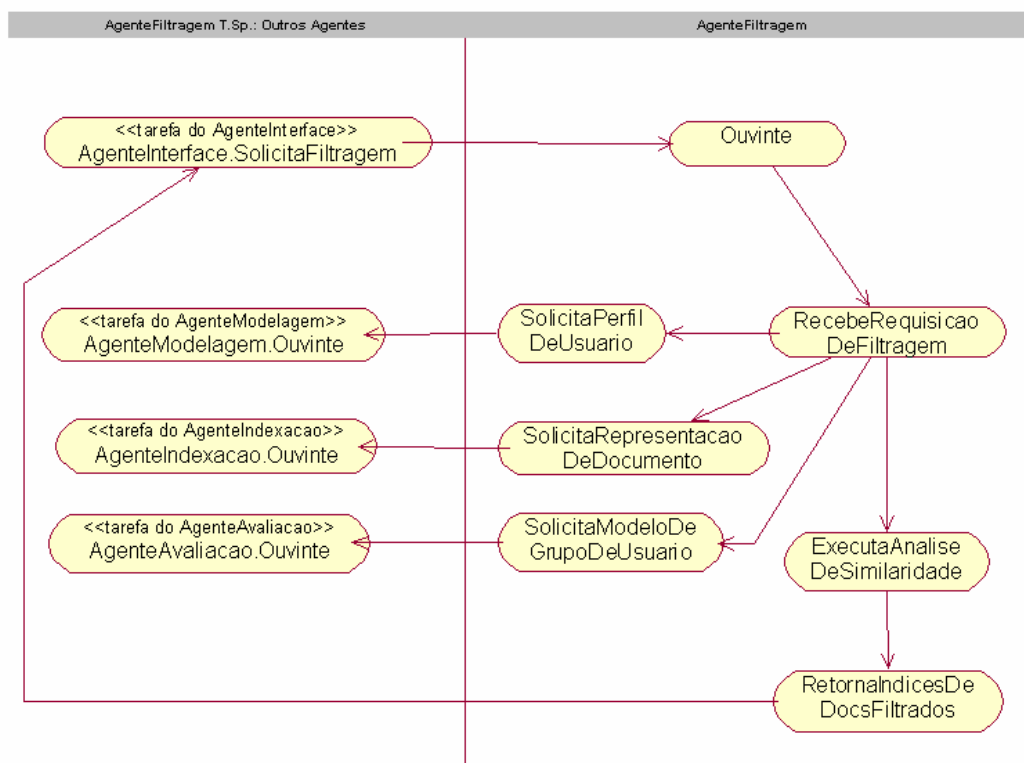 AgenteFiltragem T.Sp.: Outros Agentes
AgenteFiltragem
<<tarefa do AgenteInterface>>
AgenteInterface.SolicitaFiltragem
Ouvinte
<<tarefa do AgenteModelagem>>
AgenteModelagem.Ouvinte
SolicitaPerfil
DeUsuario
RecebeRequisicao
DeFiltragem
<<tarefa do AgenteIndexacao>>
AgenteIndexacao.Ouvinte
SolicitaRepresentacao
DeDocumento
<<tarefa do AgenteAvaliacao>>
AgenteAvaliacao.Ouvinte
SolicitaModeloDe
GrupoDeUsuario
ExecutaAnalise
DeSimilaridade
RetornaIndicesDe
DocsFiltrados